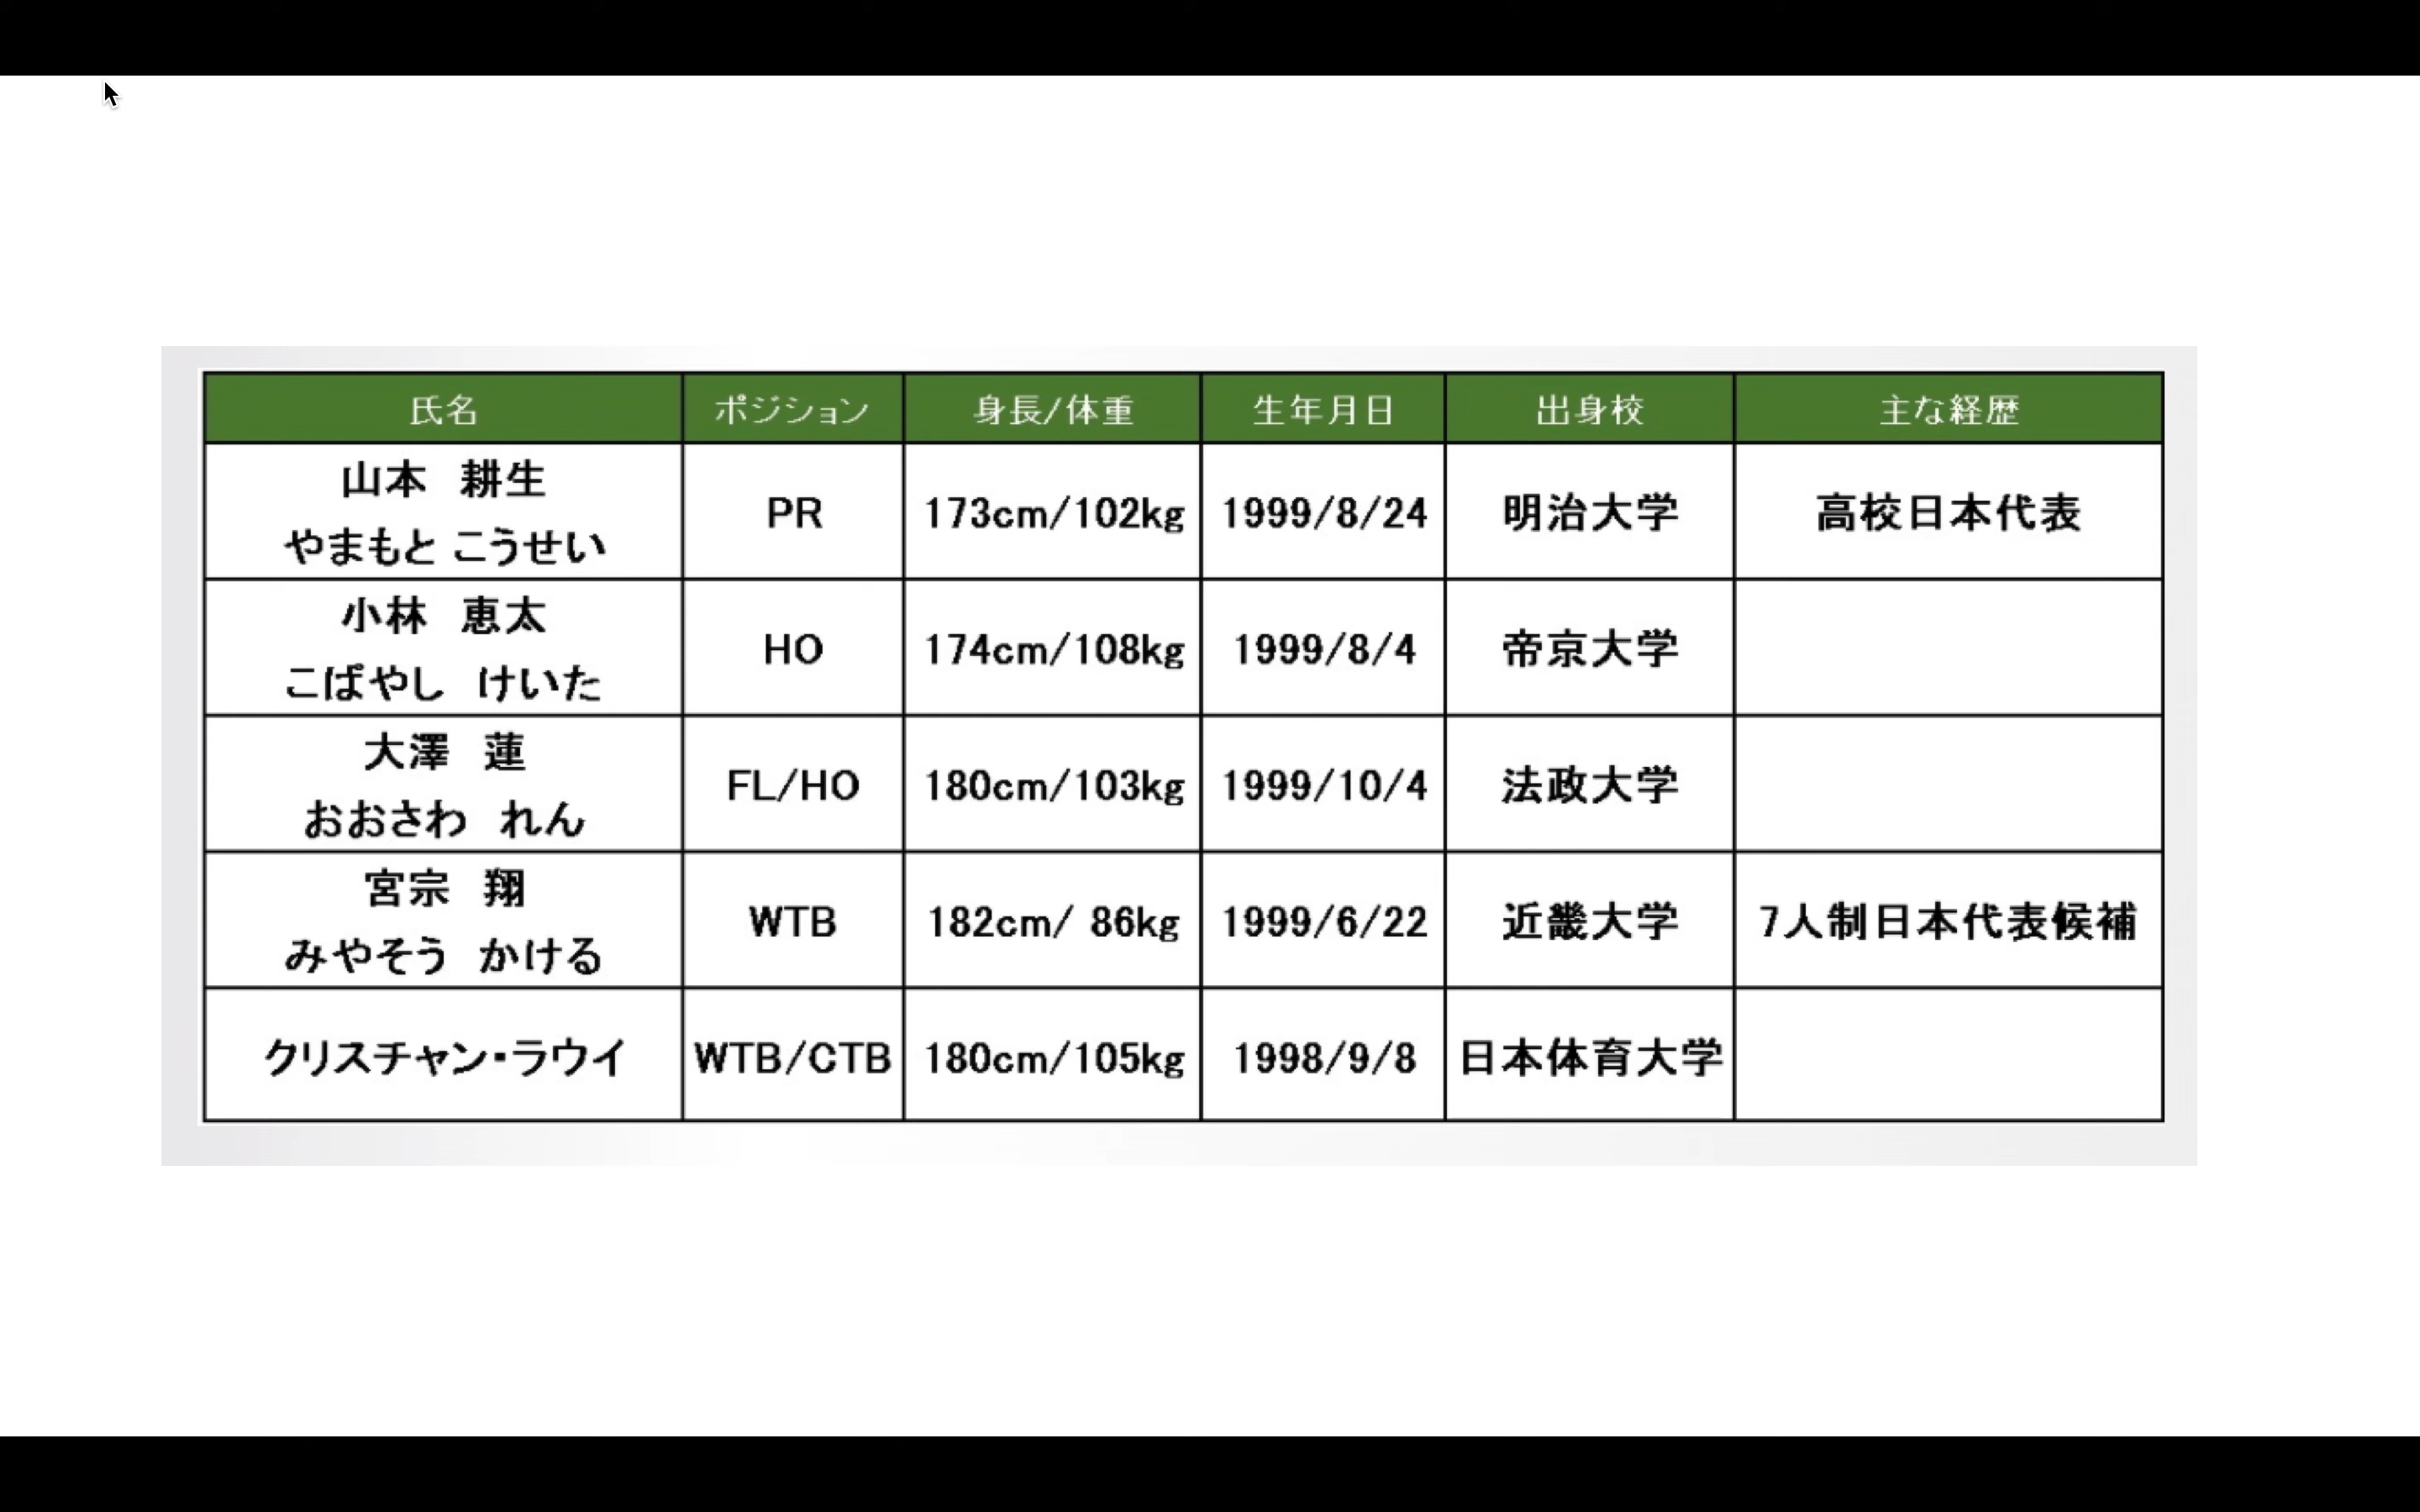 氏名 ポジション 身長/体重 生年月日 出身校 主な経歴
山本　耕生
やまもと こうせい
PR 173cm/102kg 1999/8/24 明治大学 高校日本代表
小林　恵太
こばやし　けいた
HO 174cm/108kg 1999/8/4 帝京大学
大澤　蓮
おおさわ　れん
FL/HO 180cm/103kg 1999/10/4 法政大学
宮宗　翔
みやそう　かける
WTB 182cm/ 86kg 1999/6/22 近畿大学 7人制日本代表候補
クリスチャン・ラウイ WTB/CTB 180cm/105kg 1998/9/8 日本体育大学